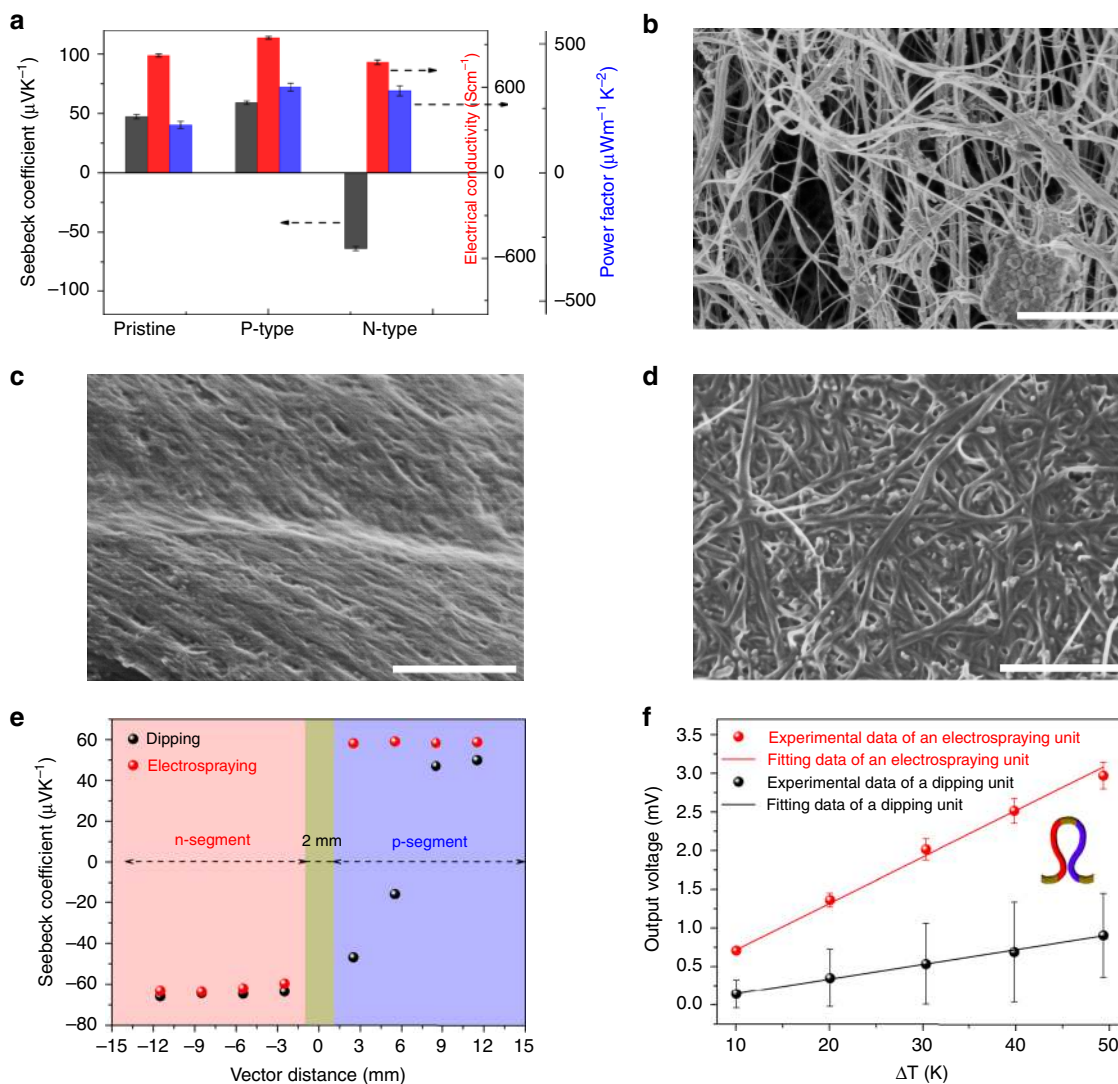 a
Seebeck coefficient (µVK⁻¹)
100
50
0
−50
−100
Pristine
P-type
N-type
Electrical conductivity (Scm⁻¹)
600
0
−600
Power factor (µWm⁻¹ K⁻²)
500
0
−500
b
c
d
e
Seebeck coefficient (µVK⁻¹)
60
40
20
0
−20
−40
−60
−80
Dipping
Electrospraying
n-segment
2 mm
p-segment
−12 −9 −6 −3 0 3 6 9 12 15
Vector distance (mm)
f
Output voltage (mV)
3.5
3.0
2.5
2.0
1.5
1.0
0.5
0.0
Experimental data of an electrospraying unit
Fitting data of an electrospraying unit
Experimental data of a dipping unit
Fitting data of a dipping unit
10 20 30 40 50
ΔT (K)